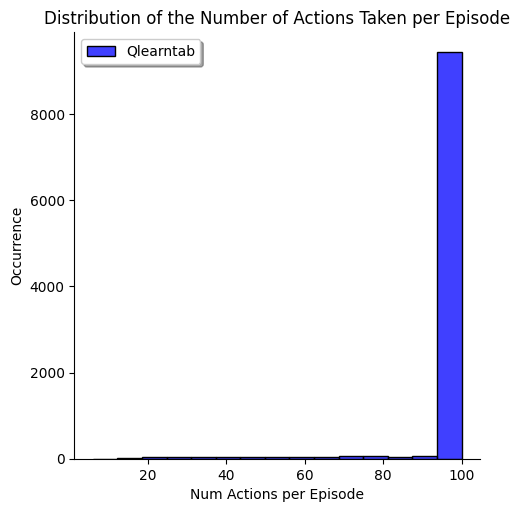 Distribution of the Number of Actions Taken per Episode
Qlearntab
8000
6000
4000
2000
0
Occurrence
20 40 60 80 100
Num Actions per Episode